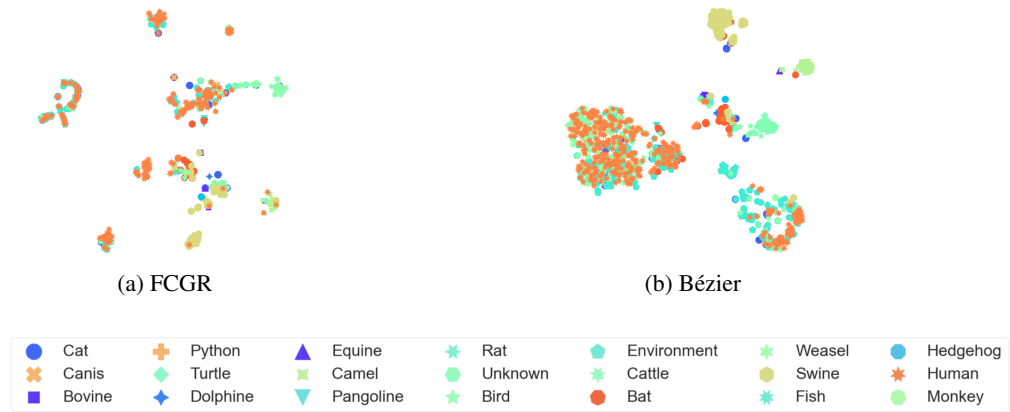 (a) FCGR
(b) Bézier
Cat Python Equine Rat Environment Weasel Hedgehog
Canis Turtle Camel Unknown Cattle Swine Human
Bovine Dolphine Pangoline Bird Bat Fish Monkey